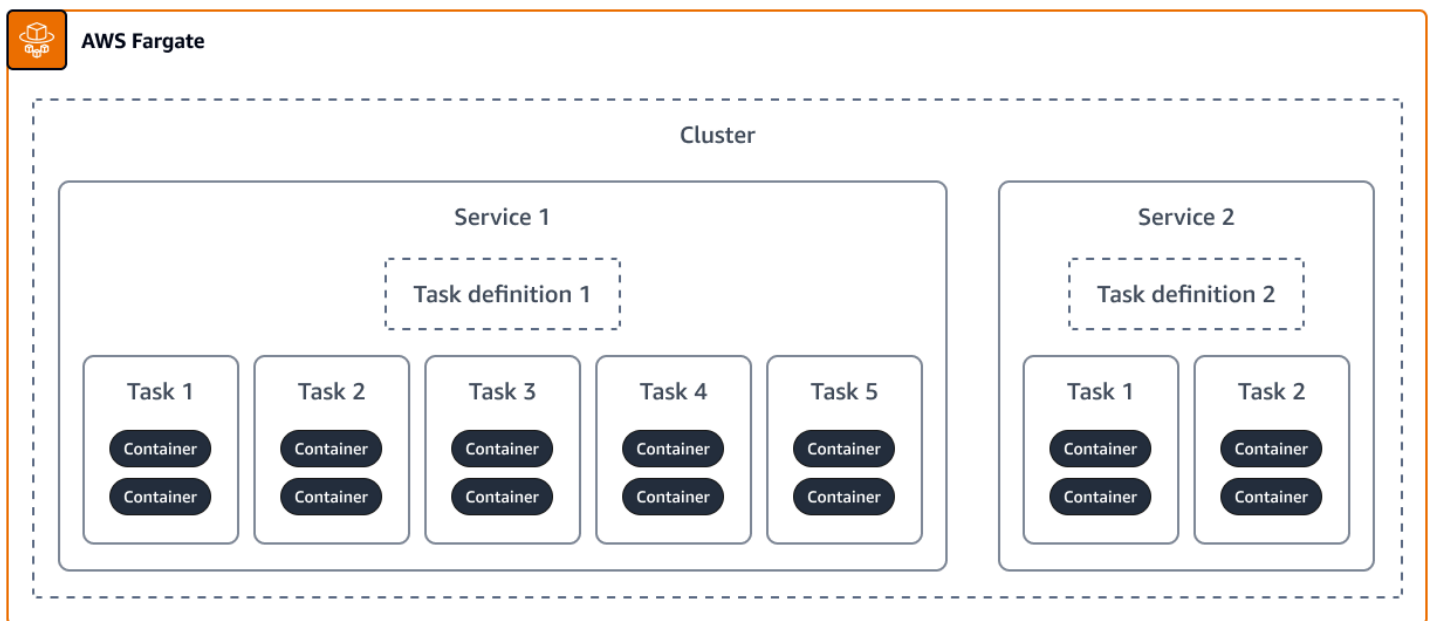 AWS Fargate
Cluster
Service 1
Task definition 1
Task 1
Container
Container
Task 2
Container
Container
Task 3
Container
Container
Task 4
Container
Container
Task 5
Container
Container
Service 2
Task definition 2
Task 1
Container
Container
Task 2
Container
Container